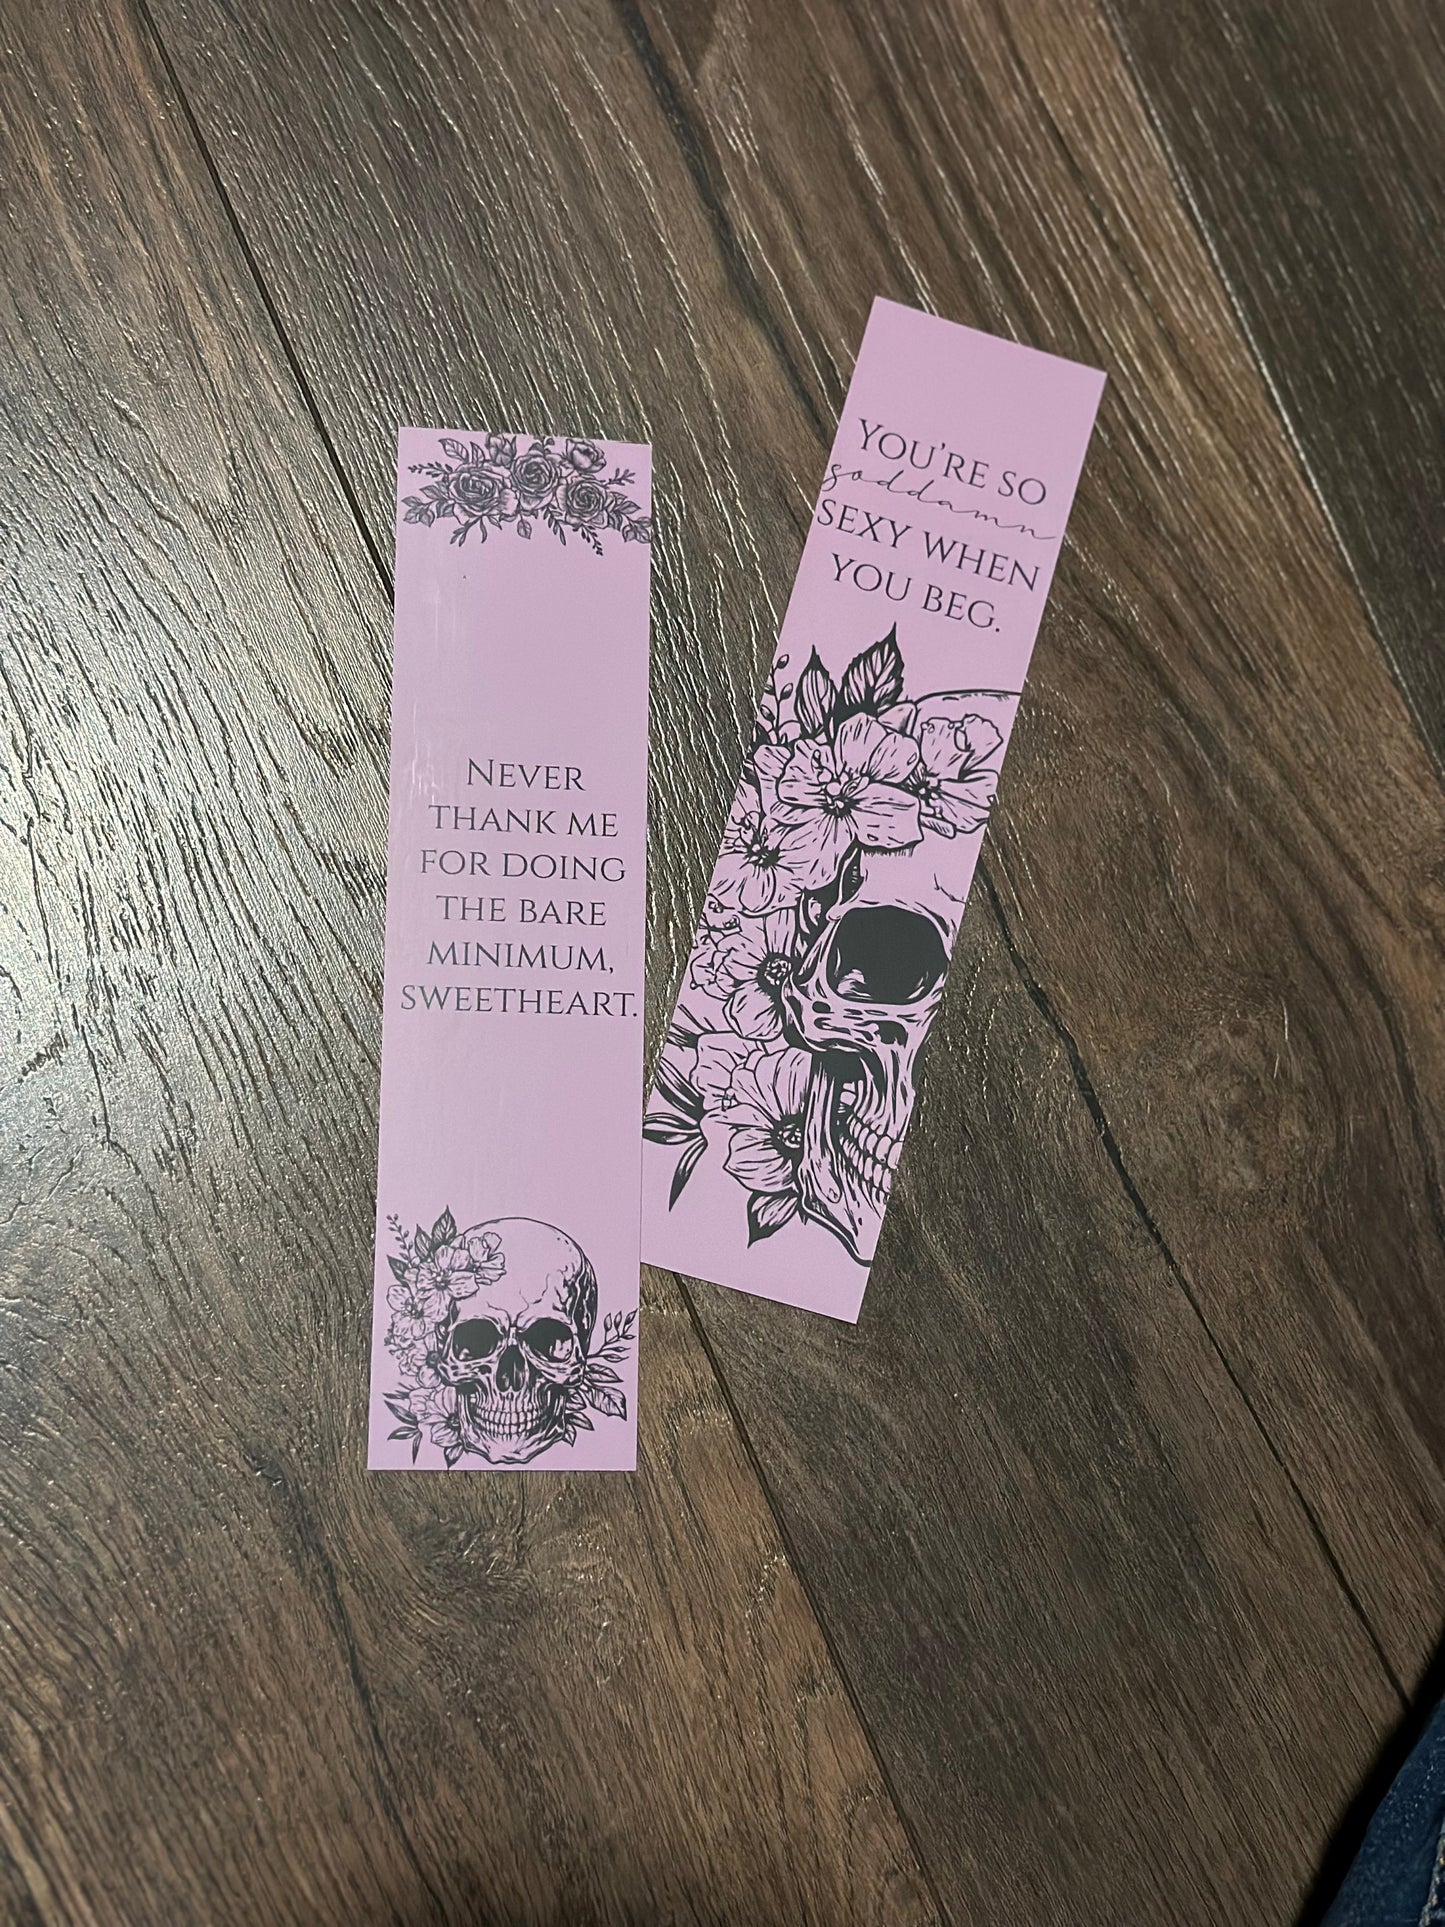 NEVER
THANK ME
FOR DOING
THE BARE
MINIMUM,
SWEETHEART.
YOU'RE SO
goddamn
SEXY WHEN
YOU BEG.